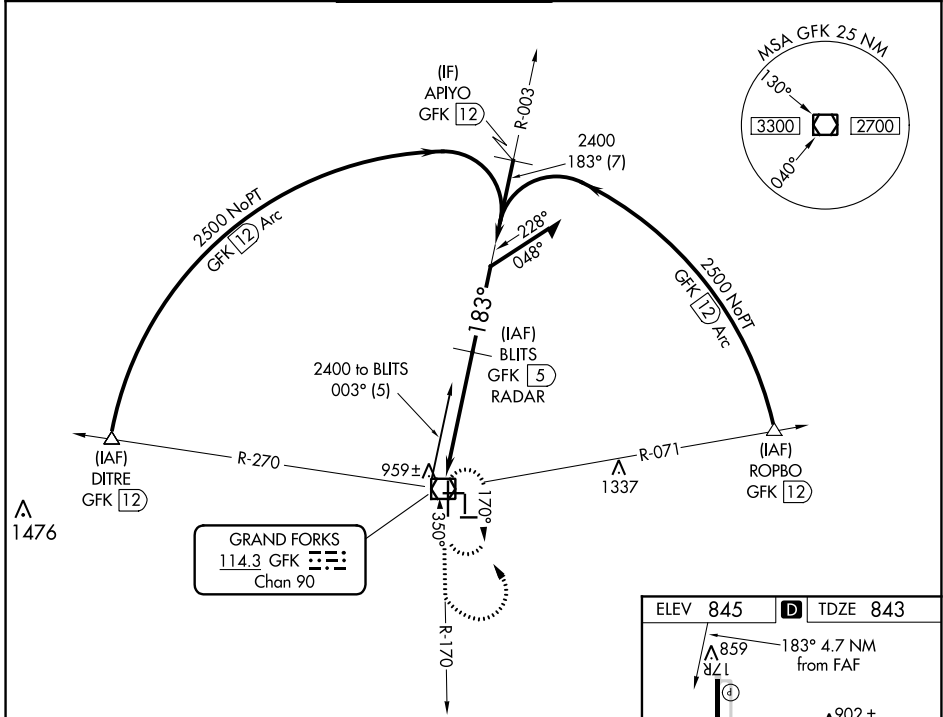 MSA GFK 25 NM
130°
3300
2700
040°
(IF)
APIYO
GFK 12
R-003
2400
183° (7)
2500 NoPT
GFK 12 Arc
228°
048°
2500 NoPT
GFK 12 Arc
183°
(IAF)
BLITS
GFK 5
RADAR
2400 to BLITS
003° (5)
(IAF)
DITRE
GFK 12
R-270
959±
R-071
1337
(IAF)
ROPBO
GFK 12
1476
170°
350°
GRAND FORKS
114.3 GFK
Chan 90
R-170
ELEV 845 D TDZE 843
859
183° 4.7 NM
from FAF
17R
P
902±